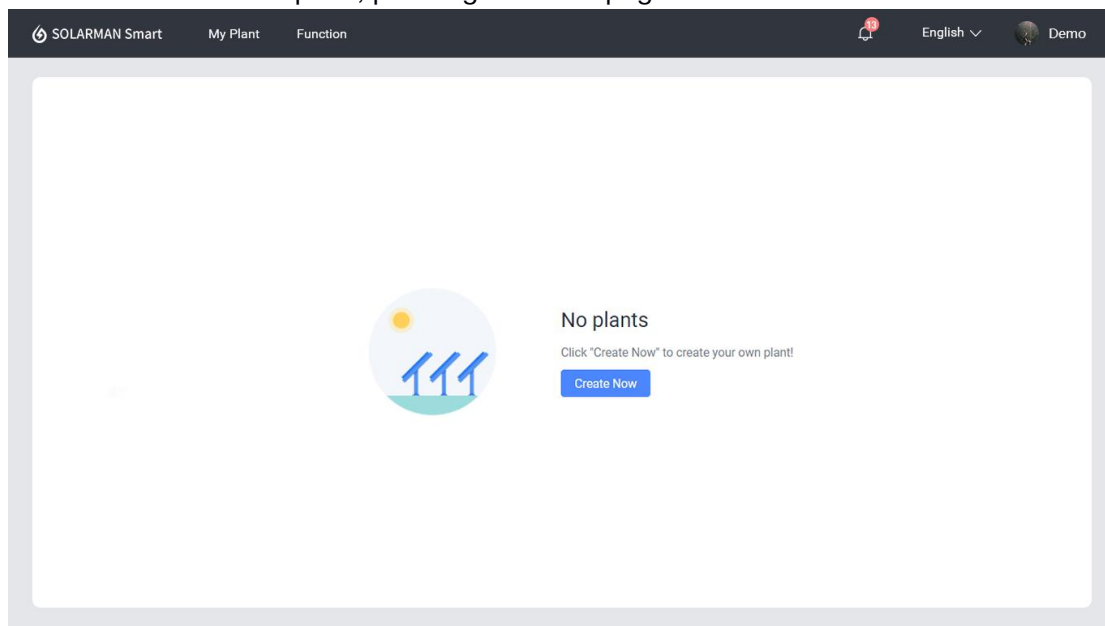 SOLARMAN Smart My Plant Function 13 English Demo
No plants
Click "Create Now" to create your own plant!
Create Now